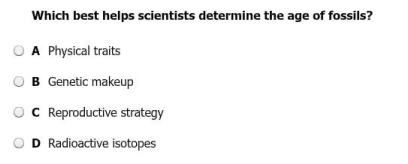 Which best helps scientists determine the age of fossils?
A Physical traits
B Genetic makeup
C Reproductive strategy
D Radioactive isotopes